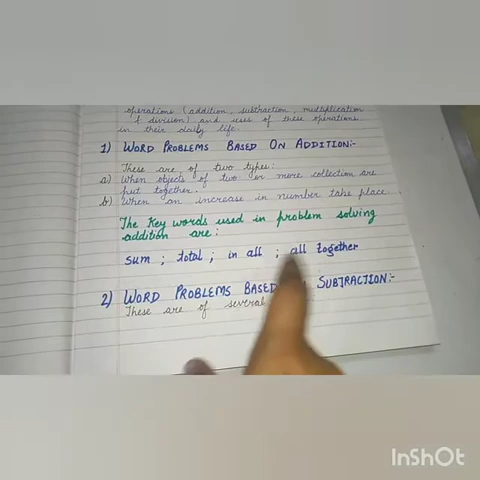 operations (addition, subtraction, multiplication
& division) and uses of these operations
in their daily life.
1) WORD PROBLEMS BASED ON ADDITION:-
These are of two types:
a) When objects of two or more collection are
put together.
b) When an increase in number take place
The Key words used in problem solving
addition are:
sum ; total ; in all ; all together
2) WORD PROBLEMS BASED SUBTRACTION:-
These are of several
InShOt